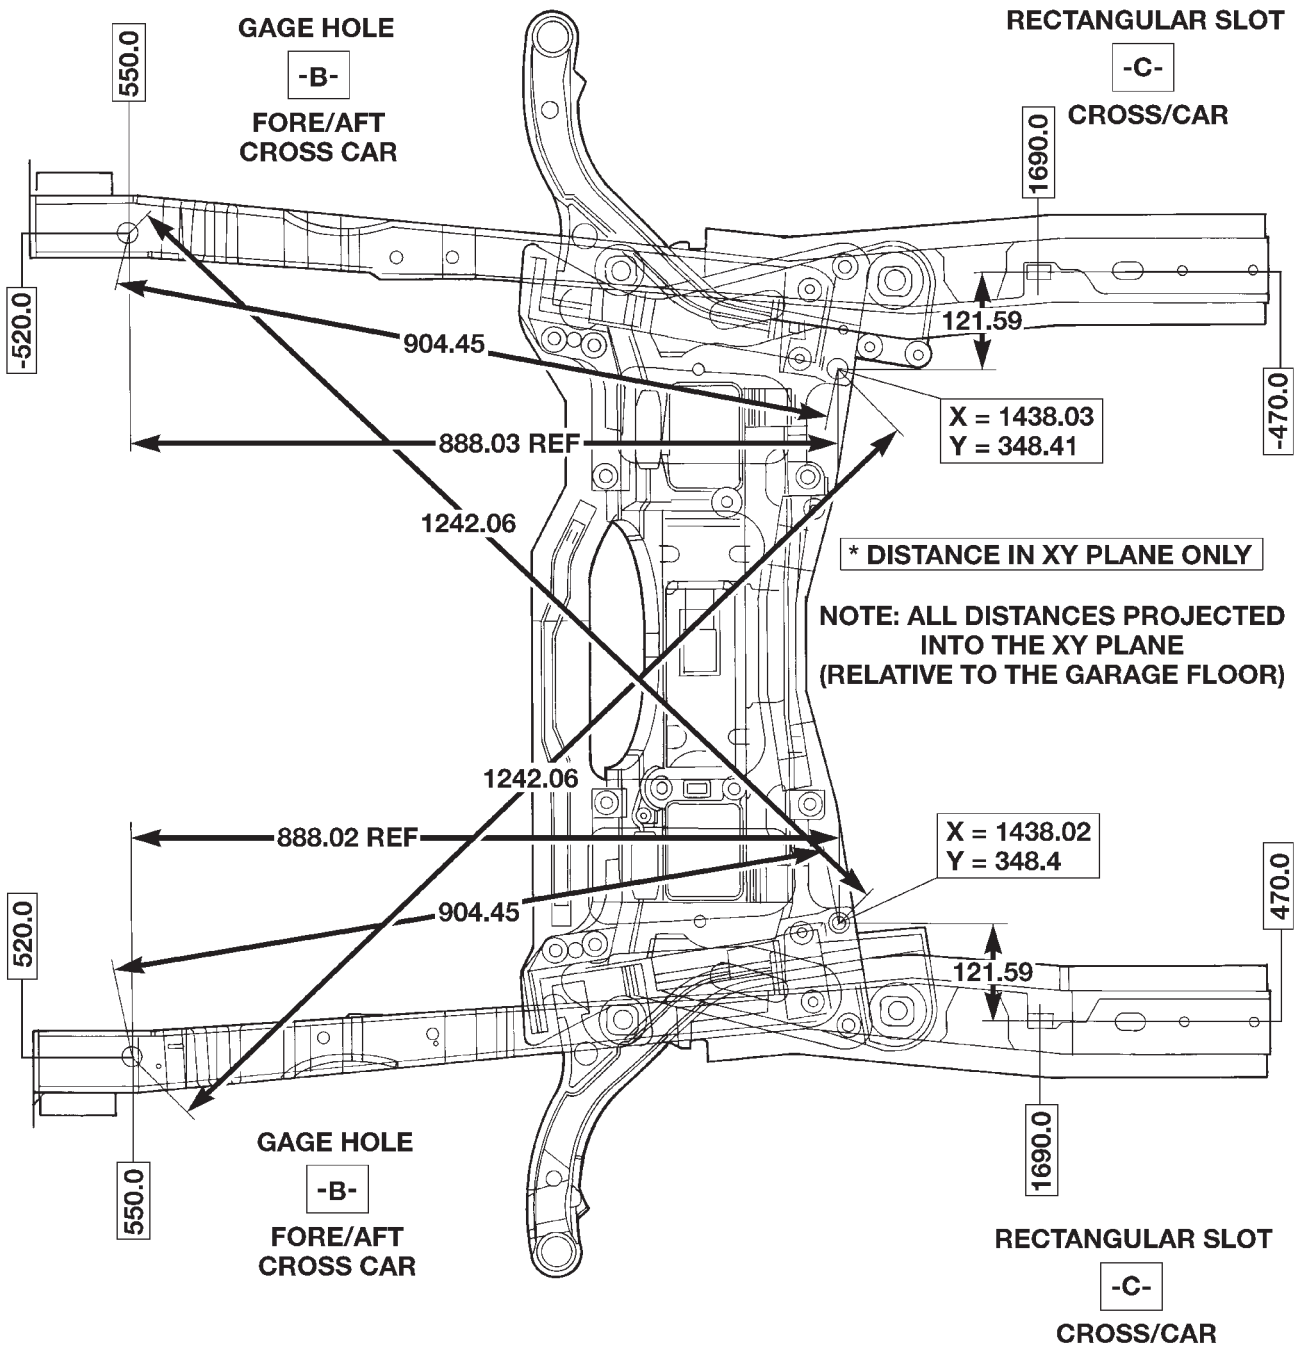 550.0
GAGE HOLE
-B-
FORE/AFT
CROSS CAR
RECTANGULAR SLOT
-C-
CROSS/CAR
1690.0
-520.0
904.45
121.59
-470.0
X = 1438.03
Y = 348.41
888.03 REF
1242.06
* DISTANCE IN XY PLANE ONLY
NOTE: ALL DISTANCES PROJECTED
INTO THE XY PLANE
(RELATIVE TO THE GARAGE FLOOR)
1242.06
888.02 REF
X = 1438.02
Y = 348.4
470.0
520.0
904.45
121.59
1690.0
550.0
GAGE HOLE
-B-
FORE/AFT
CROSS CAR
RECTANGULAR SLOT
-C-
CROSS/CAR